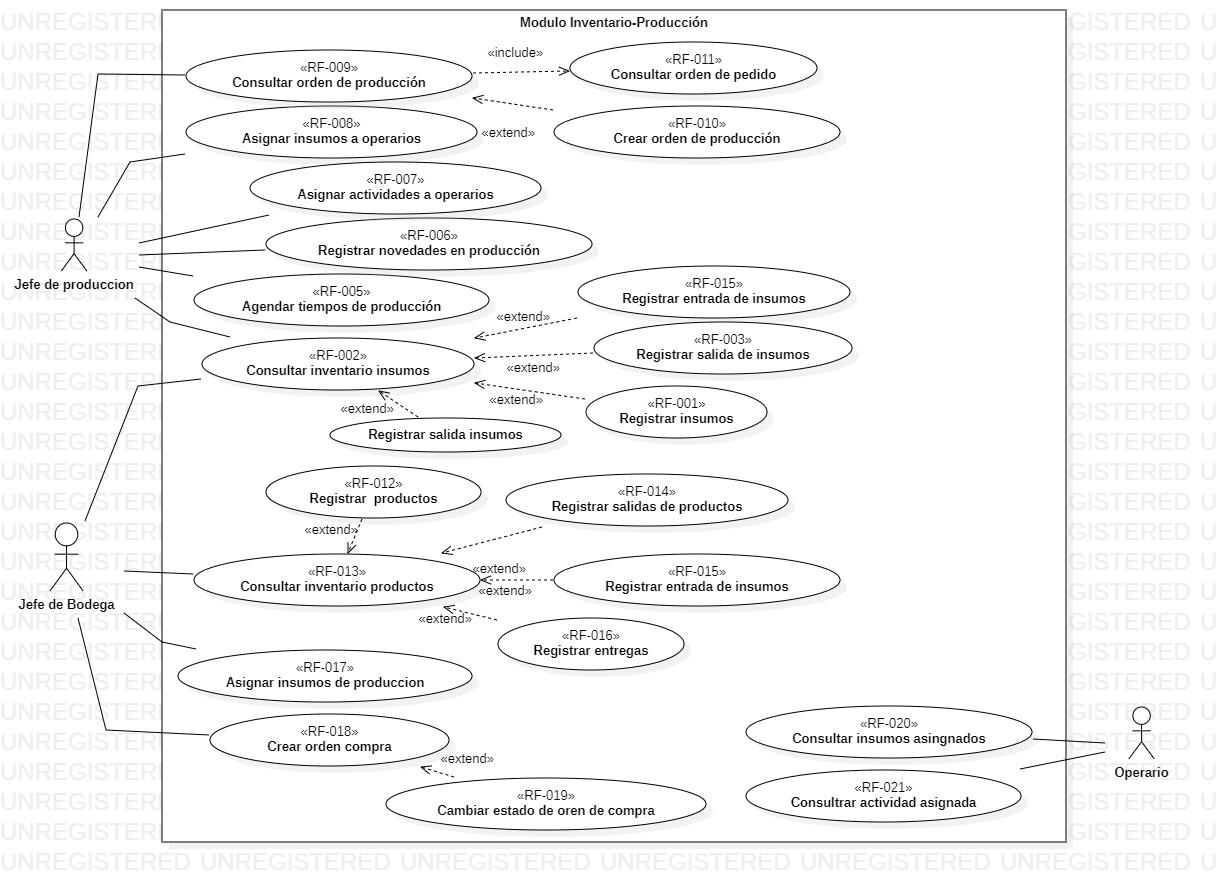 Modulo Inventario-Producción
«RF-009»
Consultar orden de producción
«include»
«RF-011»
Consultar orden de pedido
«RF-008»
Asignar insumos a operarios
«extend»
«RF-010»
Crear orden de producción
«RF-007»
Asignar actividades a operarios
«RF-006»
Registrar novedades en producción
Jefe de produccion
«RF-005»
Agendar tiempos de producción
«RF-015»
Registrar entrada de insumos
«extend»
«RF-003»
Registrar salida de insumos
«extend»
«RF-002»
Consultar inventario insumos
«extend»
«RF-001»
Registrar insumos
«extend»
Registrar salida insumos
«RF-012»
Registrar  productos
«RF-014»
Registrar salidas de productos
«extend»
«RF-013»
Consultar inventario productos
«extend»
«extend»
«RF-015»
Registrar entrada de insumos
Jefe de Bodega
«extend»
«RF-016»
Registrar entregas
«RF-017»
Asignar insumos de produccion
«RF-018»
Crear orden compra
«extend»
«RF-019»
Cambiar estado de oren de compra
«RF-020»
Consultar insumos asingnados
«RF-021»
Consultrar actividad asignada
Operario
UNREGISTERED UNREGISTERED UNREGISTERED UNREGISTERED UNREGISTERED UNREGISTERED U